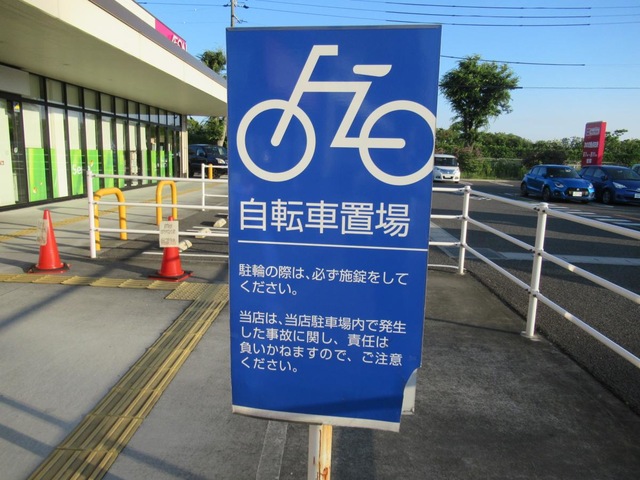 自転車置場
駐輪の際は、必ず施錠をして
ください。
当店は、当店駐車場内で発生
した事故に関し、責任は
負いかねますので、ご注意
ください。